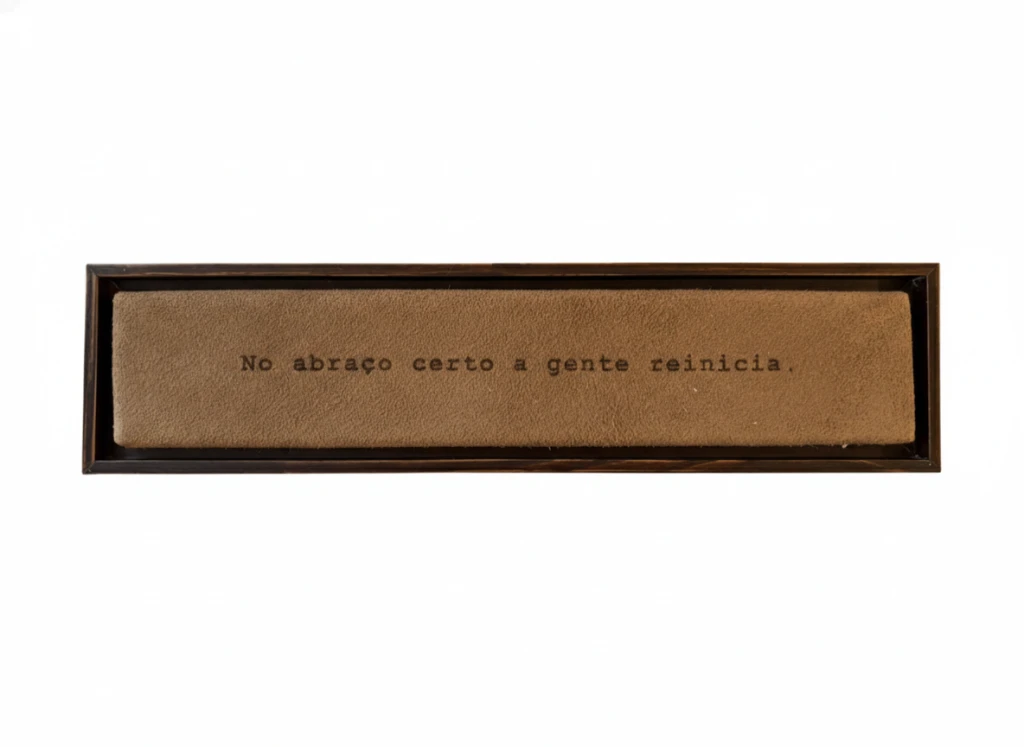 No abraço certo a gente reinicia.